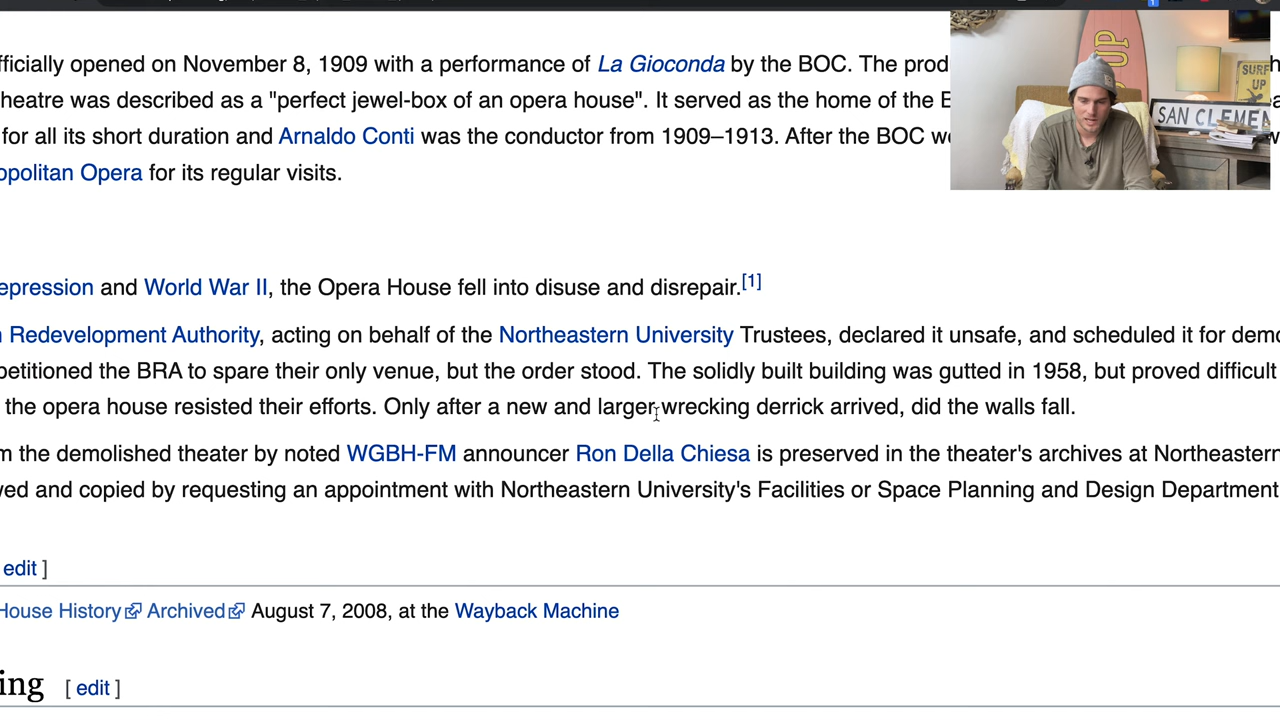 fficially opened on November 8, 1909 with a performance of La Gioconda by the BOC. The prod
heatre was described as a "perfect jewel-box of an opera house". It served as the home of the
for all its short duration and Arnaldo Conti was the conductor from 1909–1913. After the BOC
opolitan Opera for its regular visits.
epression and World War II, the Opera House fell into disuse and disrepair.[1]
Redevelopment Authority, acting on behalf of the Northeastern University Trustees, declared it unsafe, and scheduled it for demo
petitioned the BRA to spare their only venue, but the order stood. The solidly built building was gutted in 1958, but proved difficult
the opera house resisted their efforts. Only after a new and larger wrecking derrick arrived, did the walls fall.
m the demolished theater by noted WGBH-FM announcer Ron Della Chiesa is preserved in the theater's archives at Northeastern
wed and copied by requesting an appointment with Northeastern University's Facilities or Space Planning and Design Department
edit ]
House History Archived August 7, 2008, at the Wayback Machine
ing [ edit ]
UP
SURF
UP
SAN CLEMEN